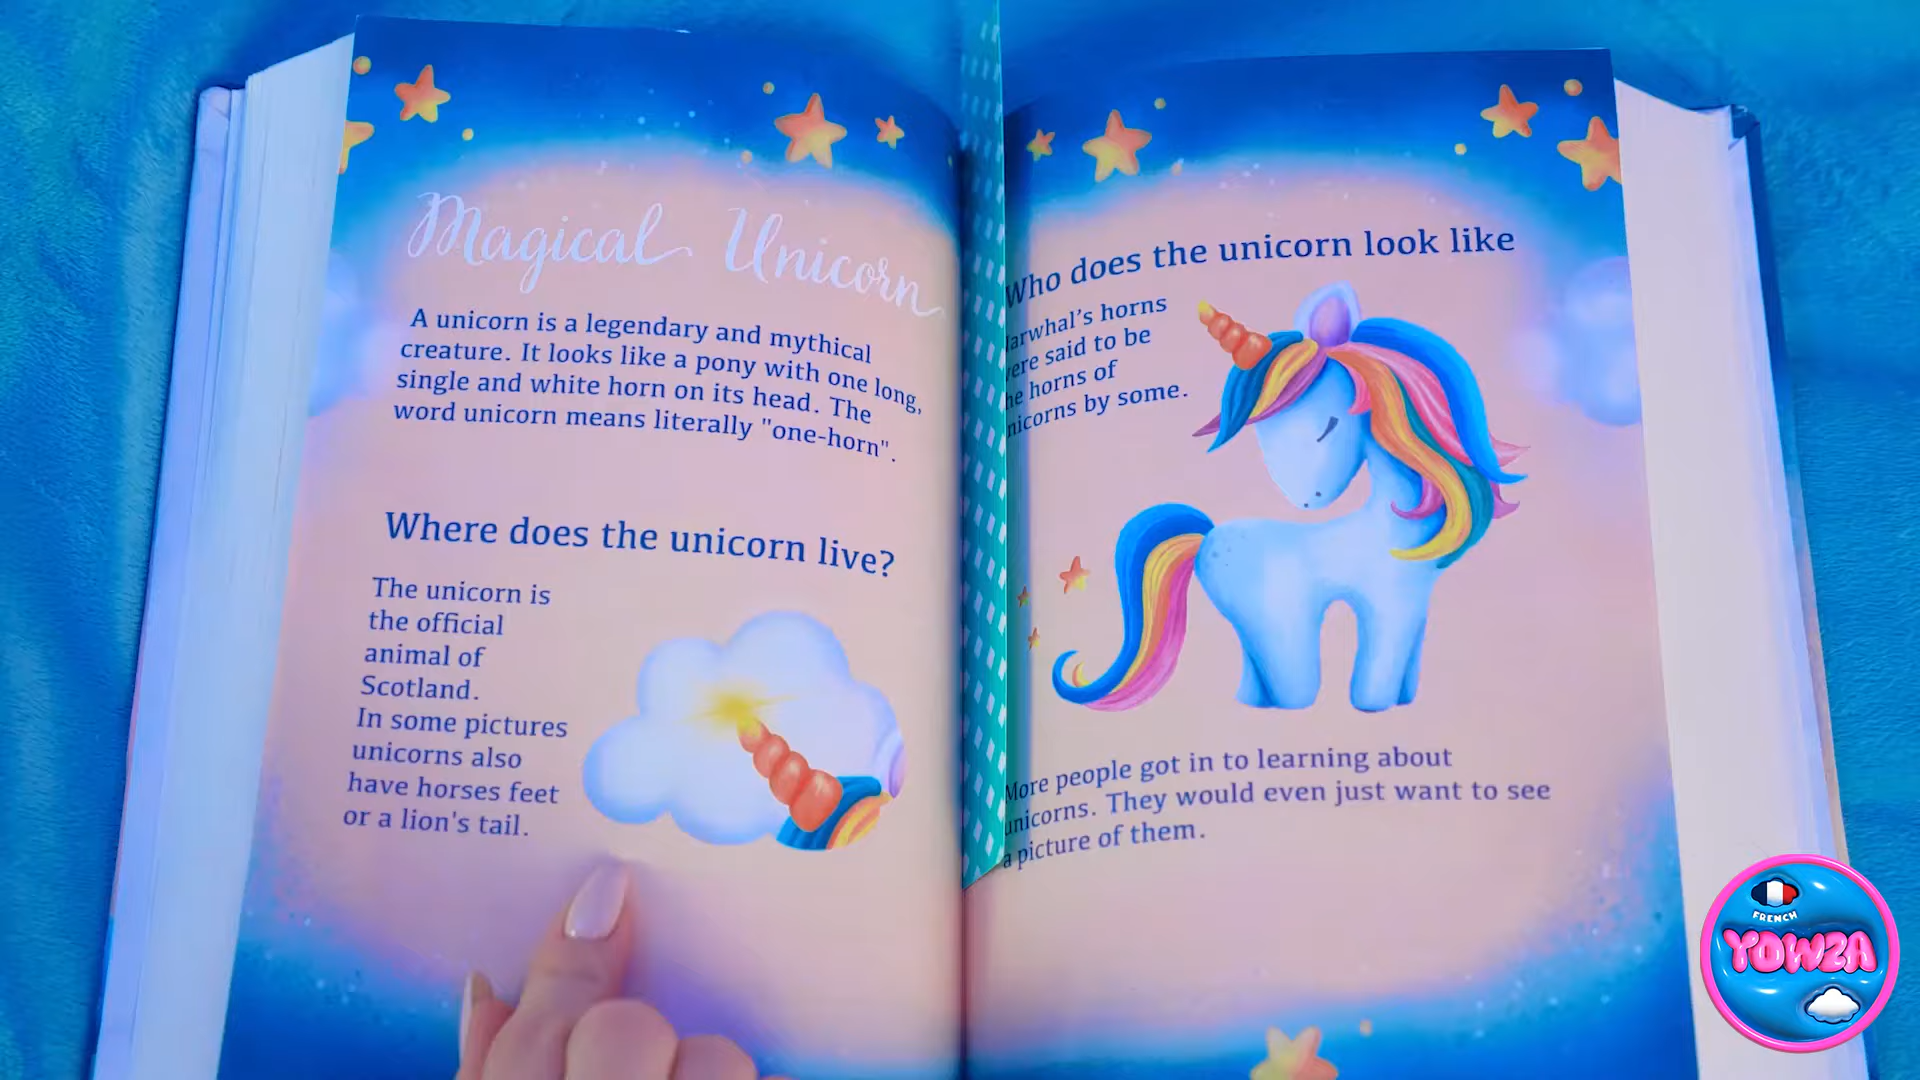 Magical Unicorn
A unicorn is a legendary and mythical
creature. It looks like a pony with one long,
single and white horn on its head. The
word unicorn means literally "one-horn".
Where does the unicorn live?
The unicorn is
the official
animal of
Scotland.
In some pictures
unicorns also
have horses feet
or a lion's tail.
Who does the unicorn look like
arwhal's horns
ere said to be
he horns of
nicorns by some.
More people got in to learning about
unicorns. They would even just want to see
a picture of them.
FRENCH
YOWZA